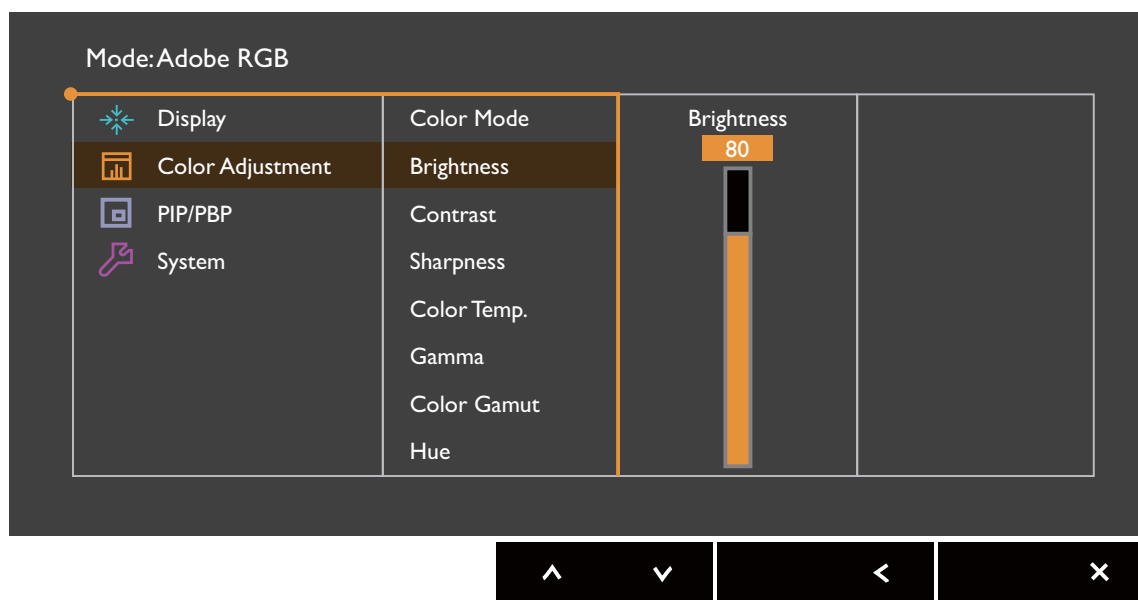 Mode: Adobe RGB
Display
Color Adjustment
PIP/PBP
System
Color Mode
Brightness
Contrast
Sharpness
Color Temp.
Gamma
Color Gamut
Hue
Brightness
80